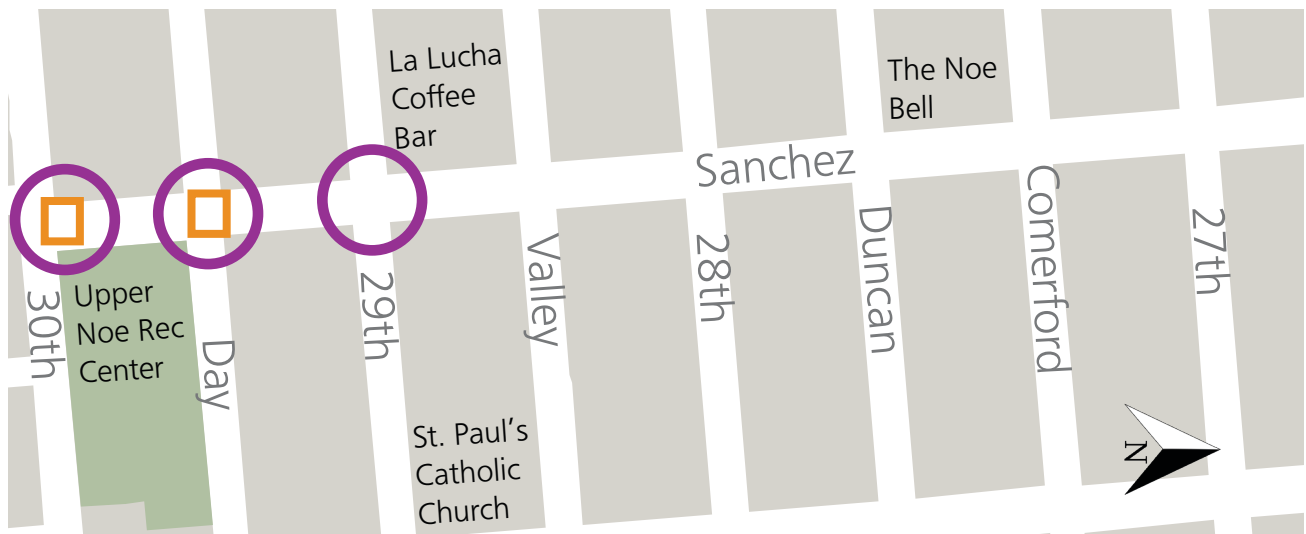 La Lucha
Coffee
Bar
The Noe
Bell
Sanchez
30th
Upper
Noe Rec
Center
Day
29th
Valley
28th
Duncan
Comerford
27th
St. Paul's
Catholic
Church
N